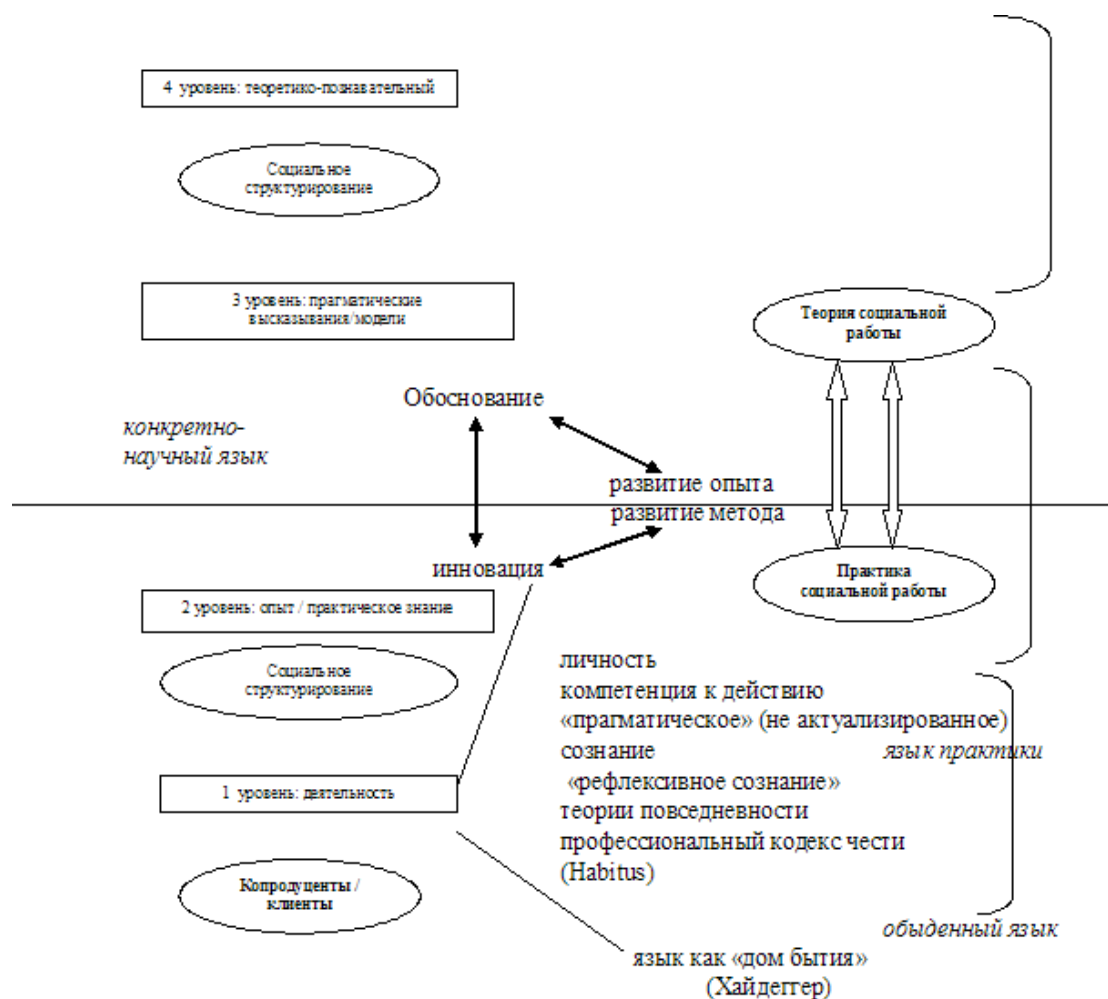 4 уровень: теоретико-познавательный
Социальное
структурирование
3 уровень: прагматические
высказывания/модели
Теория социальной
работы
Обоснование
конкретно-
научный язык
развитие опыта
развитие метода
инновация
Практика
социальной работы
2 уровень: опыт / практическое знание
Социальное
структурирование
личность
компетенция к действию
«прагматическое» (не актуализированное)
сознание
язык практики
«рефлексивное сознание»
1 уровень: деятельность
теории повседневности
профессиональный кодекс чести
(Habitus)
Копродуценты /
клиенты
обыденный язык
язык как «дом бытия»
(Хайдеггер)